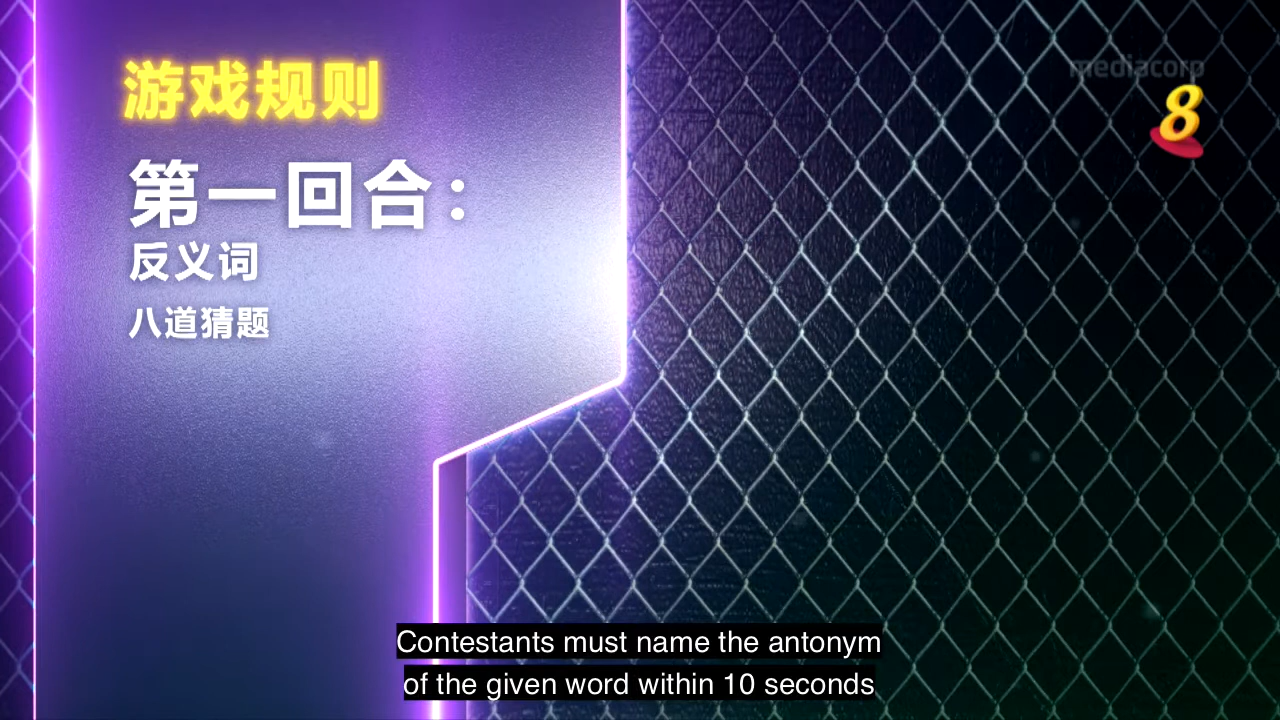 游戏规则
mediacorp
8
第一回合：
反义词
八道猜题
Contestants must name the antonym
of the given word within 10 seconds